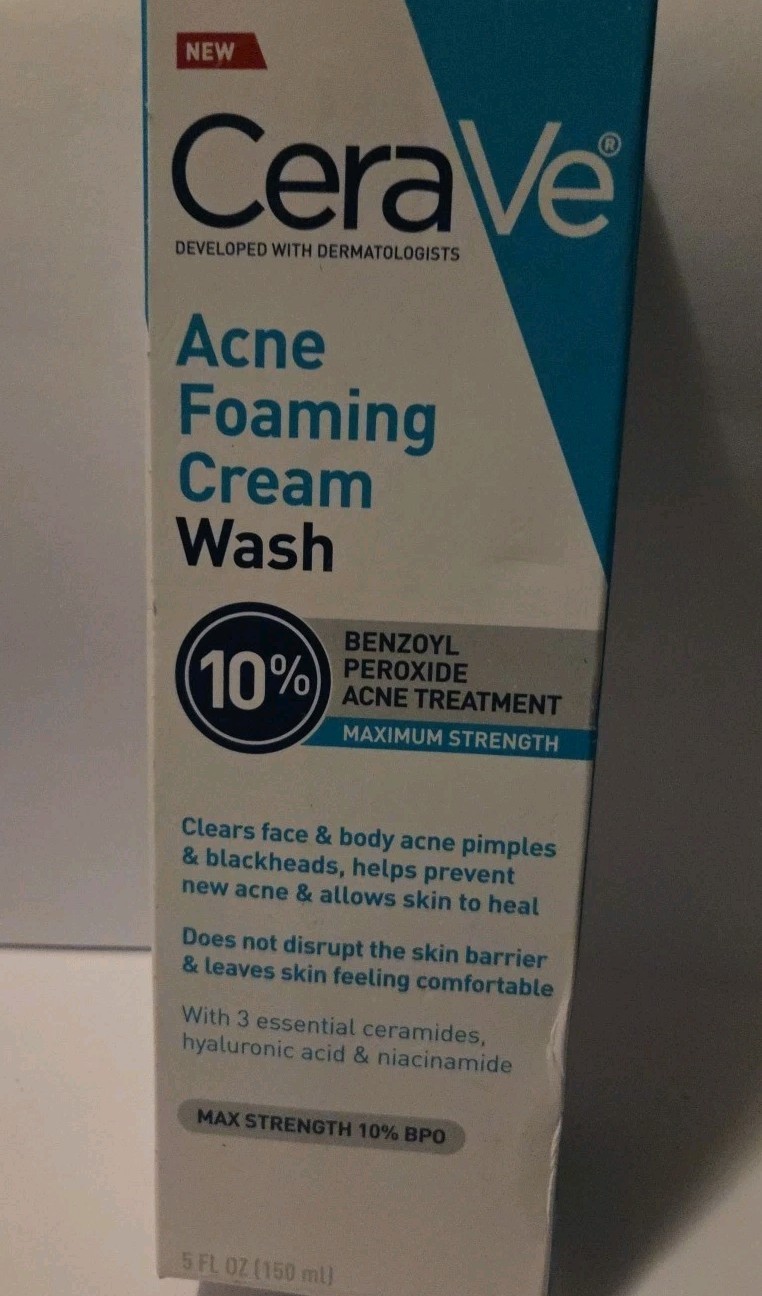 NEW
CeraVe®
DEVELOPED WITH DERMATOLOGISTS
Acne
Foaming
Cream
Wash
10%
BENZOYL
PEROXIDE
ACNE TREATMENT
MAXIMUM STRENGTH
Clears face & body acne pimples
& blackheads, helps prevent
new acne & allows skin to heal
Does not disrupt the skin barrier
& leaves skin feeling comfortable
With 3 essential ceramides,
hyaluronic acid & niacinamide
MAX STRENGTH 10% BPO
5 FL OZ (150 ml)